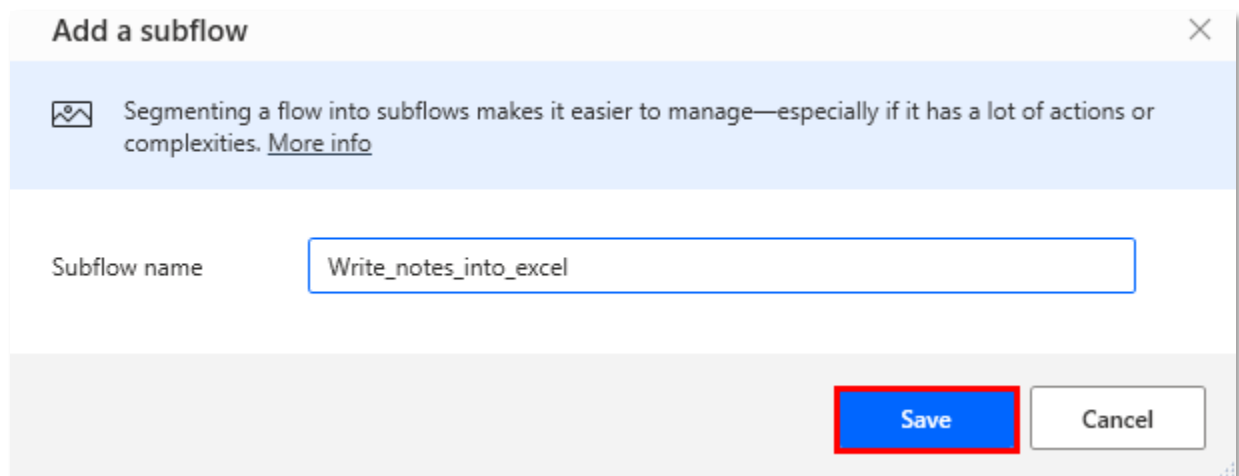 Add a subflow
Segmenting a flow into subflows makes it easier to manage—especially if it has a lot of actions or
complexities. More info
Subflow name
Write_notes_into_excel
Save
Cancel